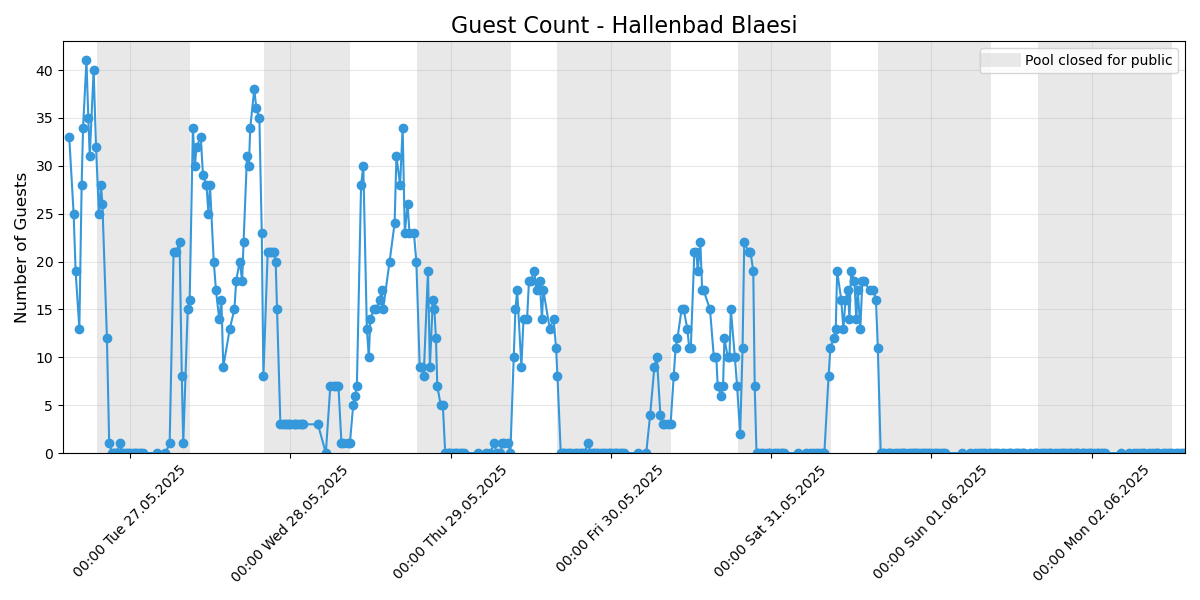 Guest Count - Hallenbad Blaesi
Pool closed for public
Number of Guests
40
35
30
25
20
15
10
5
0
00:00 Tue 27.05.2025
00:00 Wed 28.05.2025
00:00 Thu 29.05.2025
00:00 Fri 30.05.2025
00:00 Sat 31.05.2025
00:00 Sun 01.06.2025
00:00 Mon 02.06.2025